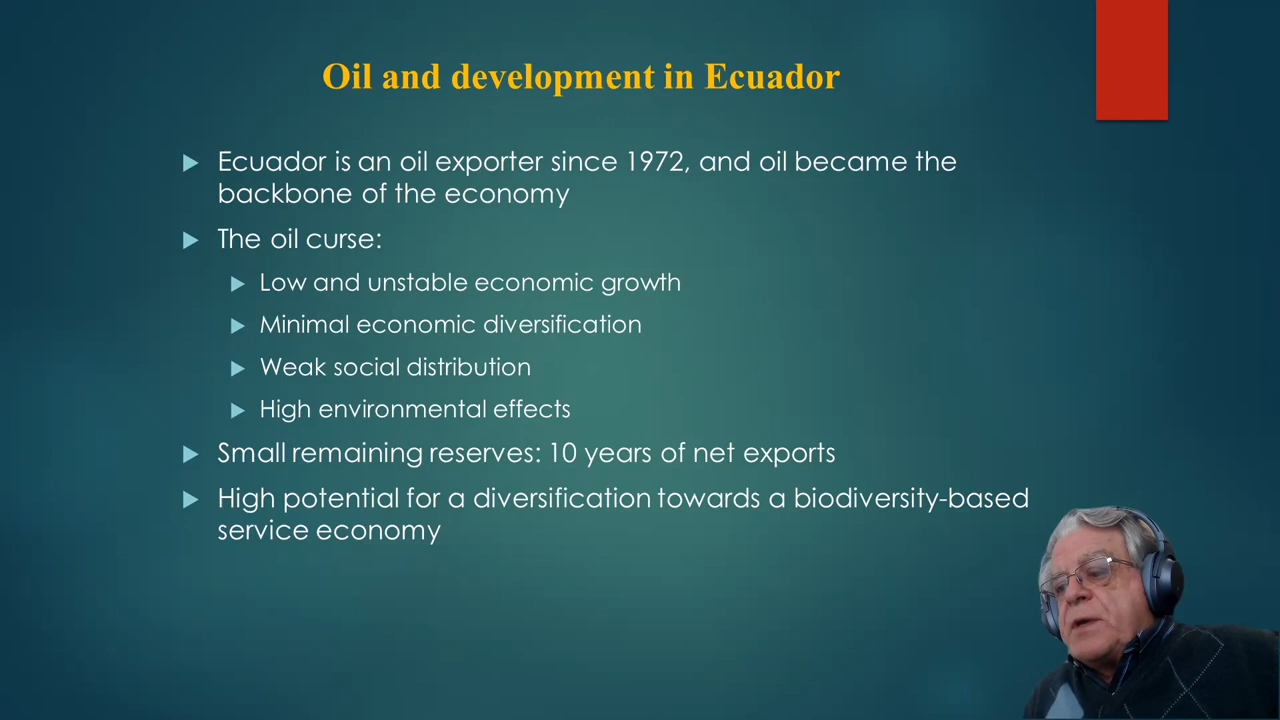 Oil and development in Ecuador
Ecuador is an oil exporter since 1972, and oil became the
backbone of the economy
The oil curse:
Low and unstable economic growth
Minimal economic diversification
Weak social distribution
High environmental effects
Small remaining reserves: 10 years of net exports
High potential for a diversification towards a biodiversity-based
service economy